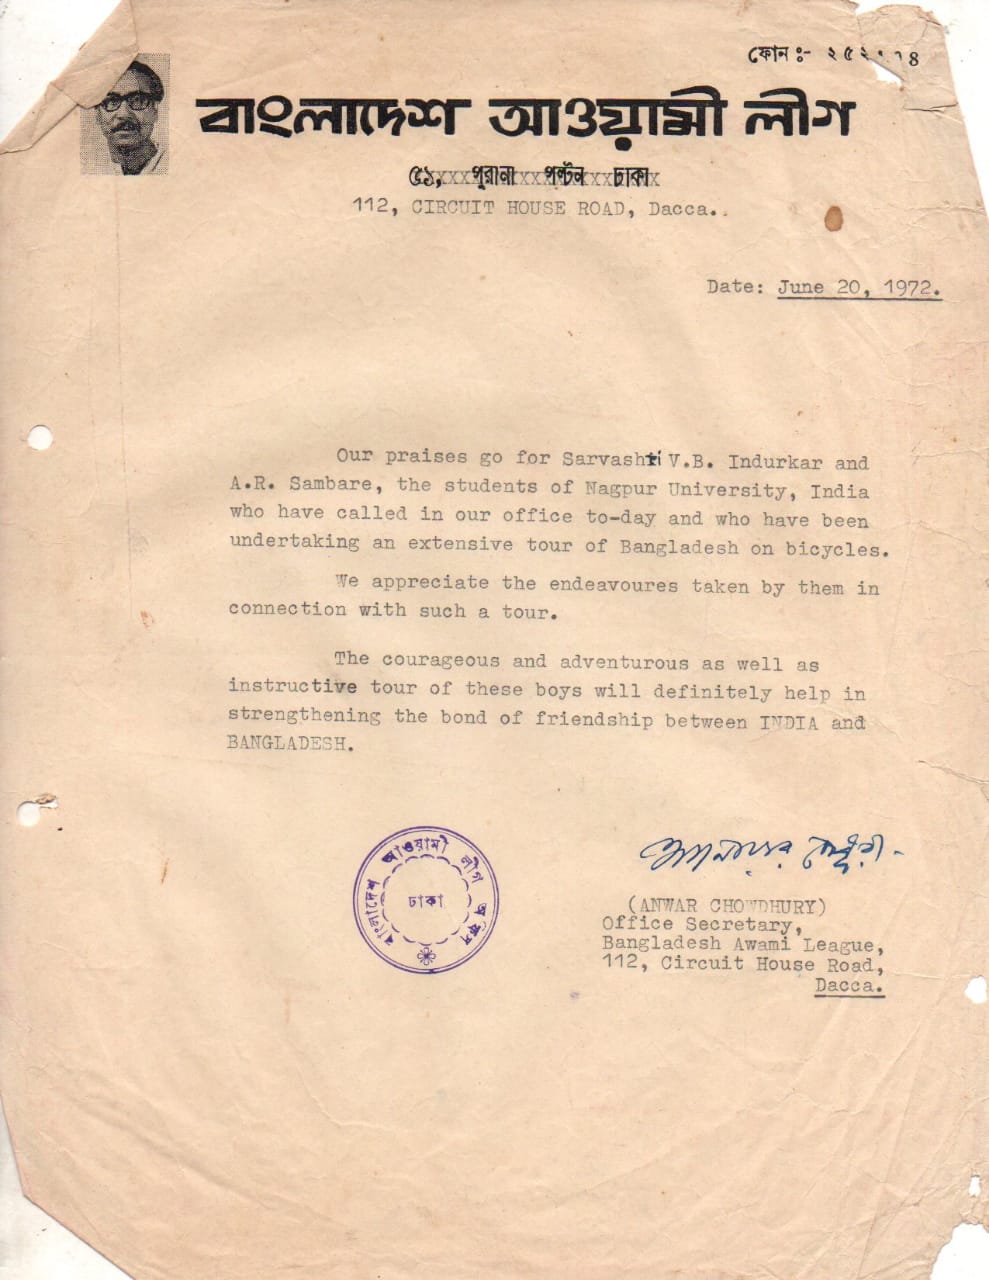 ফোন ঃ-
বাংলাদেশ আওয়ামী লীগ
৫১, পুরানা পল্টন ঢাকা
112, CIRCUIT HOUSE ROAD, Dacca..
Date: June 20, 1972.
Our praises go for Sarvashri V.B. Indurkar and
A.R. Sambare, the students of Nagpur University, India
who have called in our office to-day and who have been
undertaking an extensive tour of Bangladesh on bicycles.
We appreciate the endeavoures taken by them in
connection with such a tour.
The courageous and adventurous as well as
instructive tour of these boys will definitely help in
strengthening the bond of friendship between INDIA and
BANGLADESH.
বাংলাদেশ আওয়ামী লীগ অফিস
ঢাকা
আনোয়ার চৌধুরী
(ANWAR CHOWDHURY)
Office Secretary,
Bangladesh Awami League,
112, Circuit House Road,
Dacca.